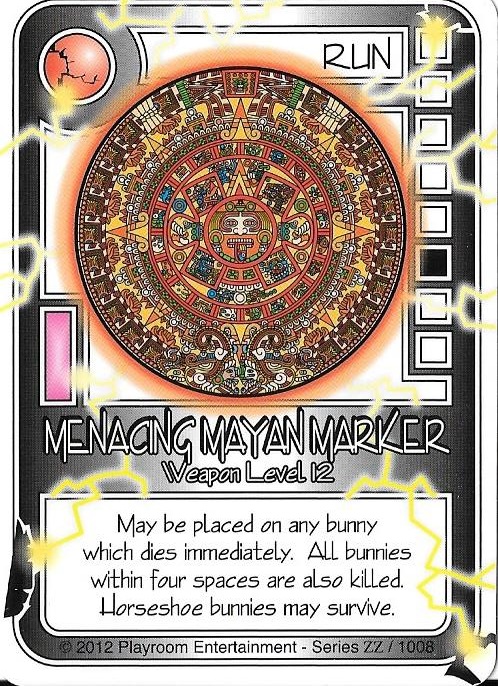 RUN
MENACING MAYAN MARKER
Weapon Level 12
May be placed on any bunny
which dies immediately. All bunnies
within four spaces are also killed.
Horseshoe bunnies may survive.
© 2012 Playroom Entertainment - Series ZZ / 1008